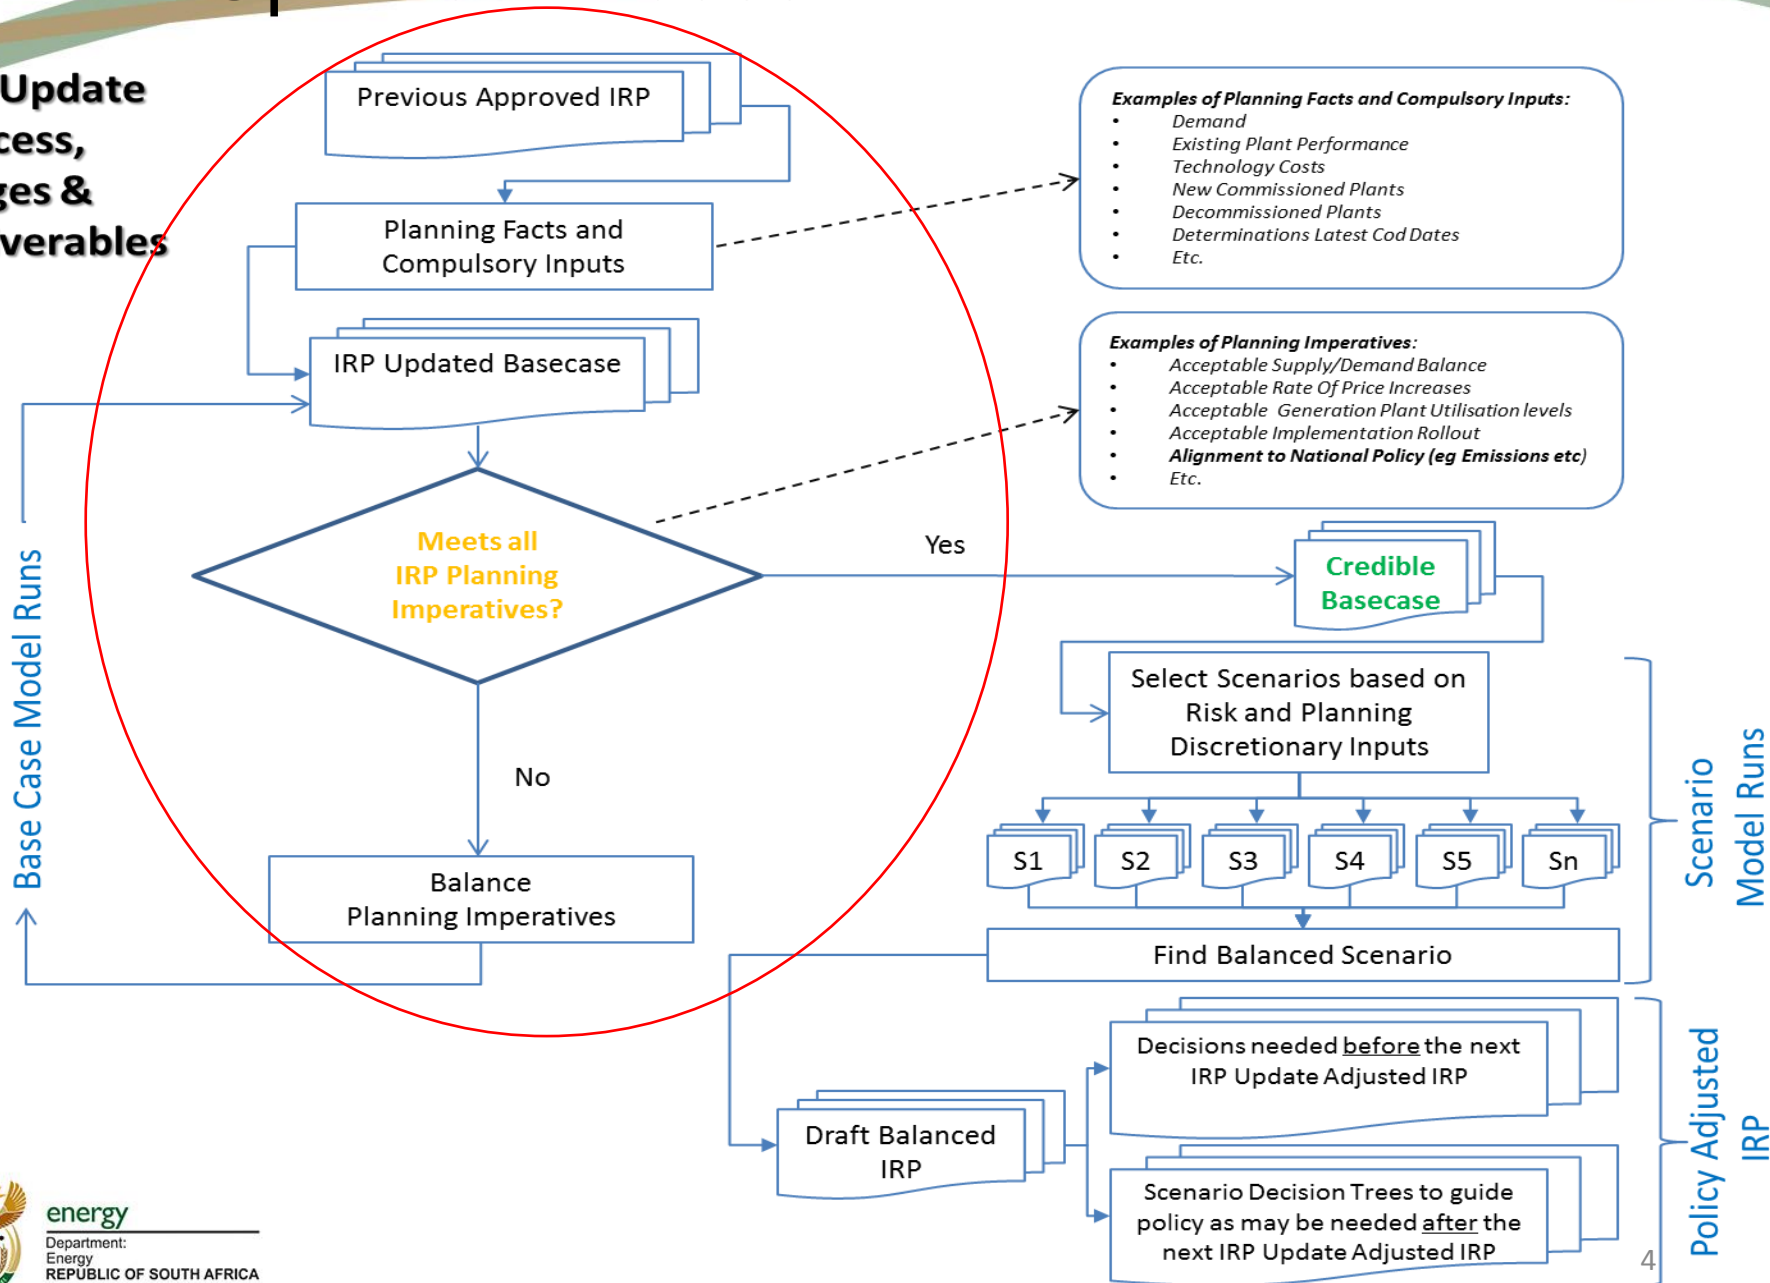 Update
cess,
ges &
verables
Previous Approved IRP
Planning Facts and
Compulsory Inputs
IRP Updated Basecase
Meets all
IRP Planning
Imperatives?
Yes
No
Balance
Planning Imperatives
Base Case Model Runs
Examples of Planning Facts and Compulsory Inputs:
• Demand
• Existing Plant Performance
• Technology Costs
• New Commissioned Plants
• Decommissioned Plants
• Determinations Latest Cod Dates
• Etc.
Examples of Planning Imperatives:
• Acceptable Supply/Demand Balance
• Acceptable Rate Of Price Increases
• Acceptable Generation Plant Utilisation levels
• Acceptable Implementation Rollout
• Alignment to National Policy (eg Emissions etc)
• Etc.
Credible
Basecase
Select Scenarios based on
Risk and Planning
Discretionary Inputs
S1 S2 S3 S4 S5 Sn
Find Balanced Scenario
Scenario
Model Runs
Draft Balanced
IRP
Decisions needed before the next
IRP Update Adjusted IRP
Scenario Decision Trees to guide
policy as may be needed after the
next IRP Update Adjusted IRP
Policy Adjusted
IRP
4
energy
Department:
Energy
REPUBLIC OF SOUTH AFRICA